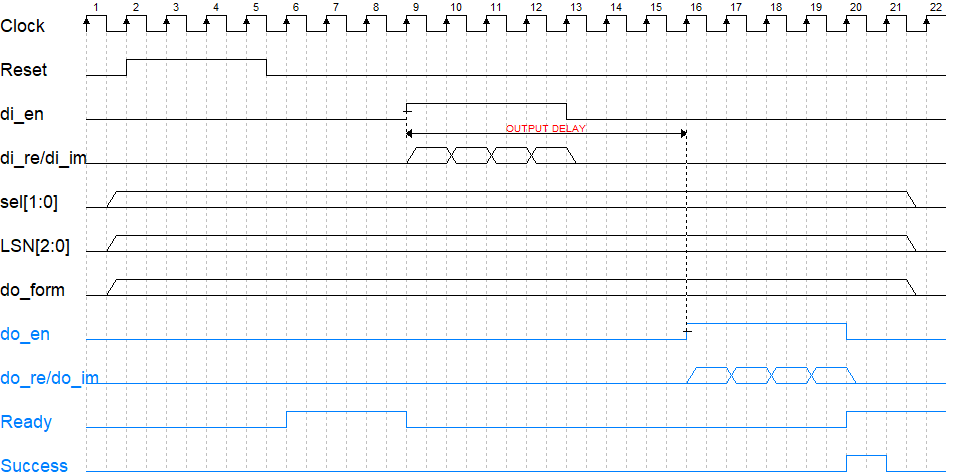 1 2 3 4 5 6 7 8 9 10 11 12 13 14 15 16 17 18 19 20 21 22
Clock
Reset
di_en
OUTPUT DELAY
di_re/di_im
sel[1:0]
LSN[2:0]
do_form
do_en
do_re/do_im
Ready
Success